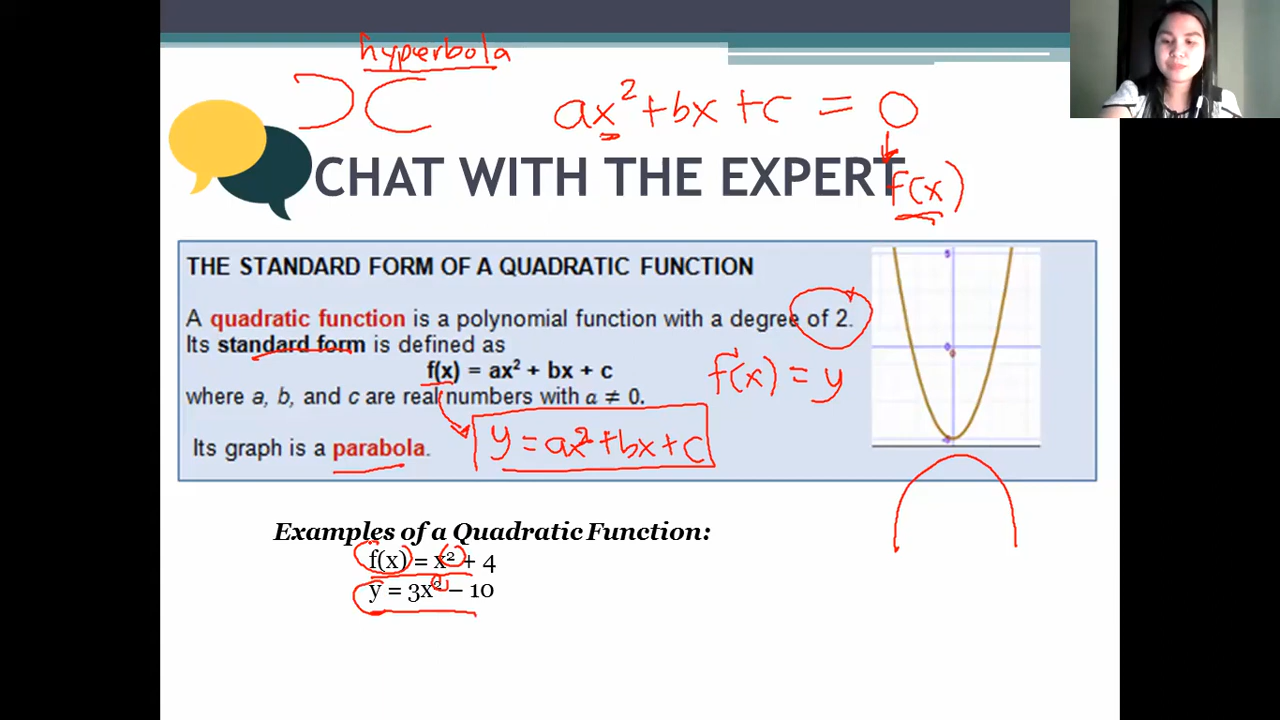 hyperbola
ax² + bx + c = 0
CHAT WITH THE EXPERT
f(x)
THE STANDARD FORM OF A QUADRATIC FUNCTION
A quadratic function is a polynomial function with a degree of 2.
Its standard form is defined as
f(x) = ax² + bx + c
f(x) = y
where a, b, and c are real numbers with a ≠ 0.
y = ax² + bx + c
Its graph is a parabola.
Examples of a Quadratic Function:
f(x) = x² + 4
y = 3x² – 10